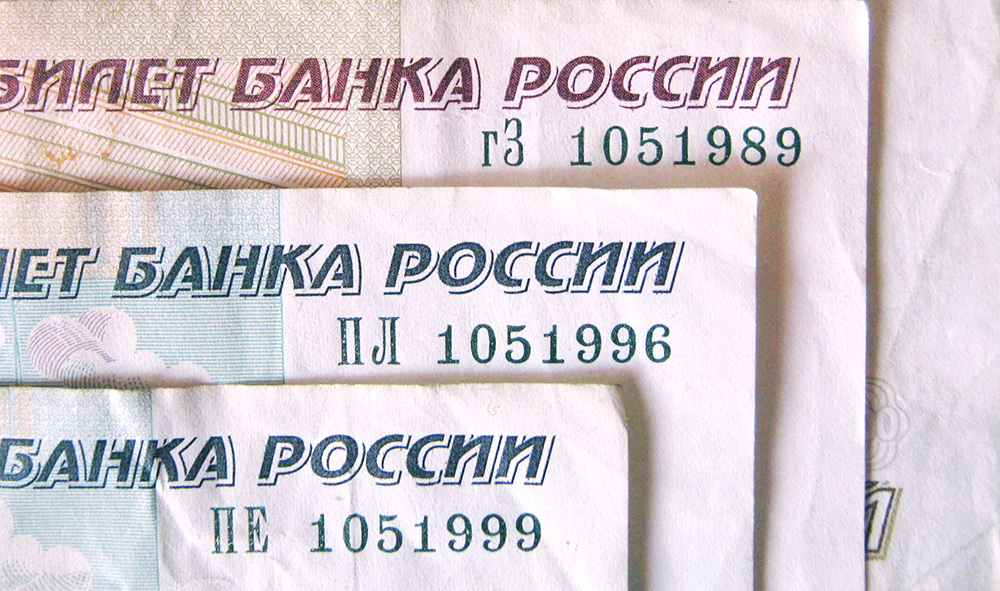 БИЛЕТ БАНКА РОССИИ
гЗ 1051989
ЛЕТ БАНКА РОССИИ
ПЛ 1051996
БАНКА РОССИИ
ПЕ 1051999
Й